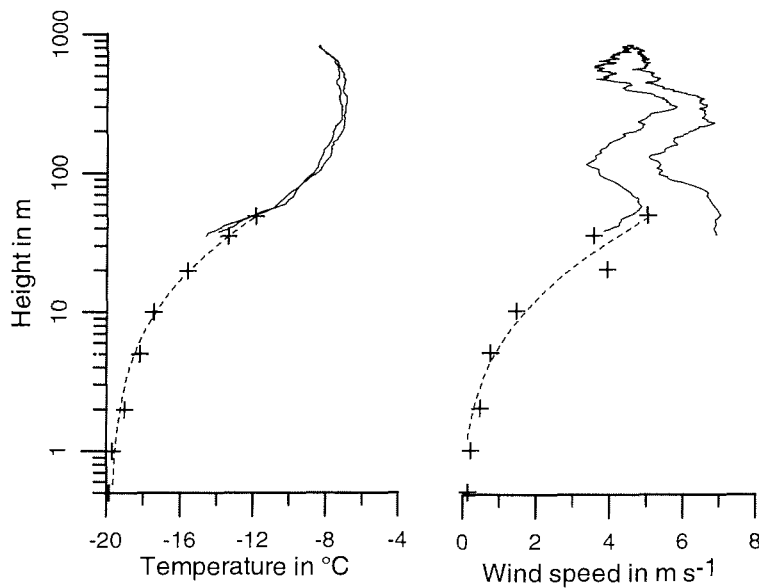 1000
100
10
1
Height in m
-20 -16 -12 -8 -4
Temperature in °C
0 2 4 6 8
Wind speed in m s⁻¹